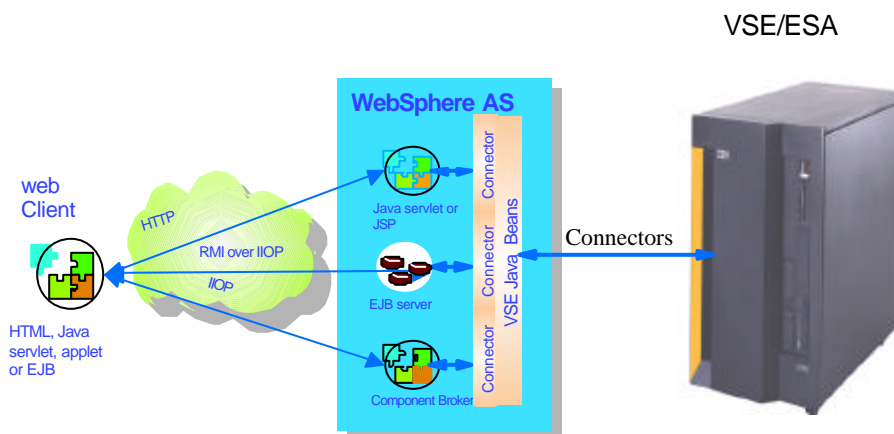 VSE/ESA
WebSphere AS
web
Client
HTML, Java
servlet, applet
or EJB
HTTP
RMI over IIOP
IIOP
Java servlet or
JSP
EJB server
Component Broker
Connector
Connector
Connector
VSE Java Beans
Connectors